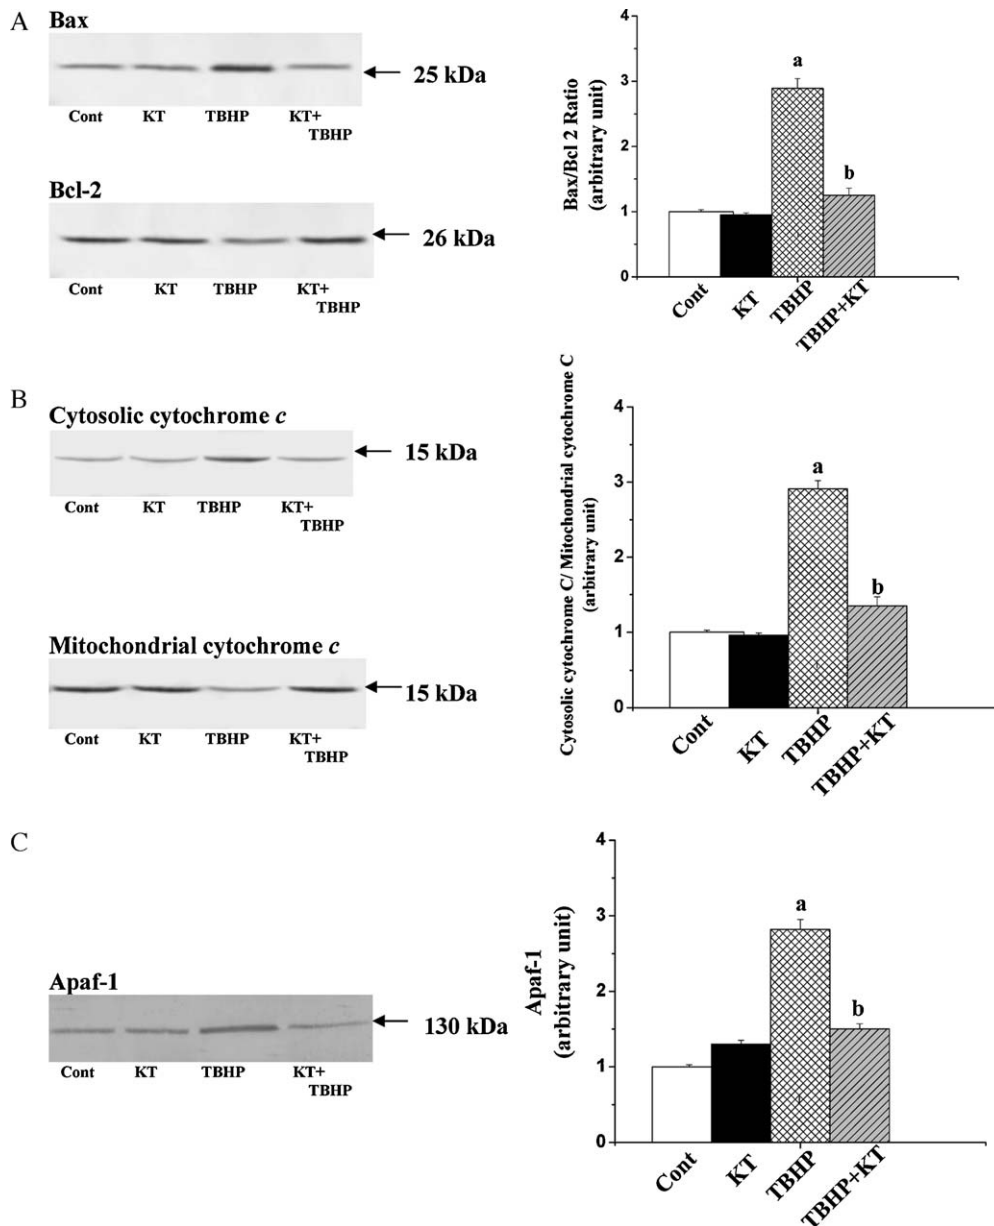 A
Bax
25 kDa
Cont KT TBHP KT+
TBHP
Bcl-2
26 kDa
Cont KT TBHP KT+
TBHP
Bax/Bcl 2 Ratio
(arbitrary unit)
4
3
2
1
0
a
b
Cont KT TBHP TBHP+KT
B
Cytosolic cytochrome c
15 kDa
Cont KT TBHP KT+
TBHP
Mitochondrial cytochrome c
15 kDa
Cont KT TBHP KT+
TBHP
Cytosolic cytochrome C/ Mitochondrial cytochrome C
(arbitrary unit)
4
3
2
1
0
a
b
Cont KT TBHP TBHP+KT
C
Apaf-1
130 kDa
Cont KT TBHP KT+
TBHP
Apaf-1
(arbitrary unit)
4
3
2
1
0
a
b
Cont KT TBHP TBHP+KT